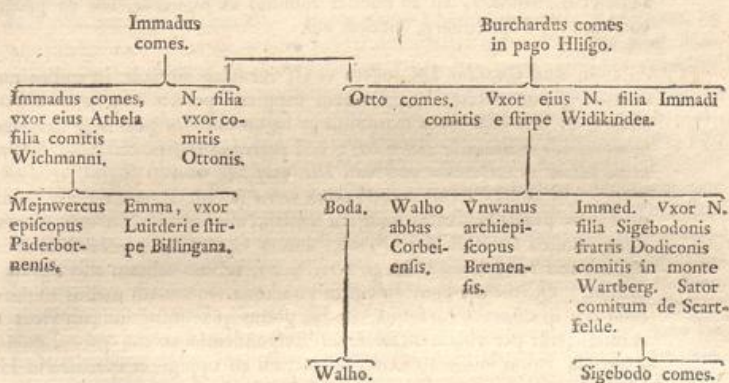 Immadus
comes.
Burchardus comes
in pago Hliſgo.
Immadus comes,
vxor eius Athela
filia comitis
Wichmanni.
N. filia
vxor co-
mitis
Ottonis.
Otto comes. Vxor eius N. filia Immadi
comitis e ſtirpe Widikindea.
Meinwercus
epiſcopus
Paderbor-
nenſis.
Emma, vxor
Luitderi e ſtir-
pe Billingana.
Boda.
Walho
abbas
Corbei-
enſis.
Vnwanus
archiepi-
ſcopus
Bremen-
ſis.
Immed. Vxor N.
filia Sigebodonis
fratris Dodiconis
comitis in monte
Wartberg. Sator
comitum de Scart-
felde.
Walho.
Sigebodo comes.